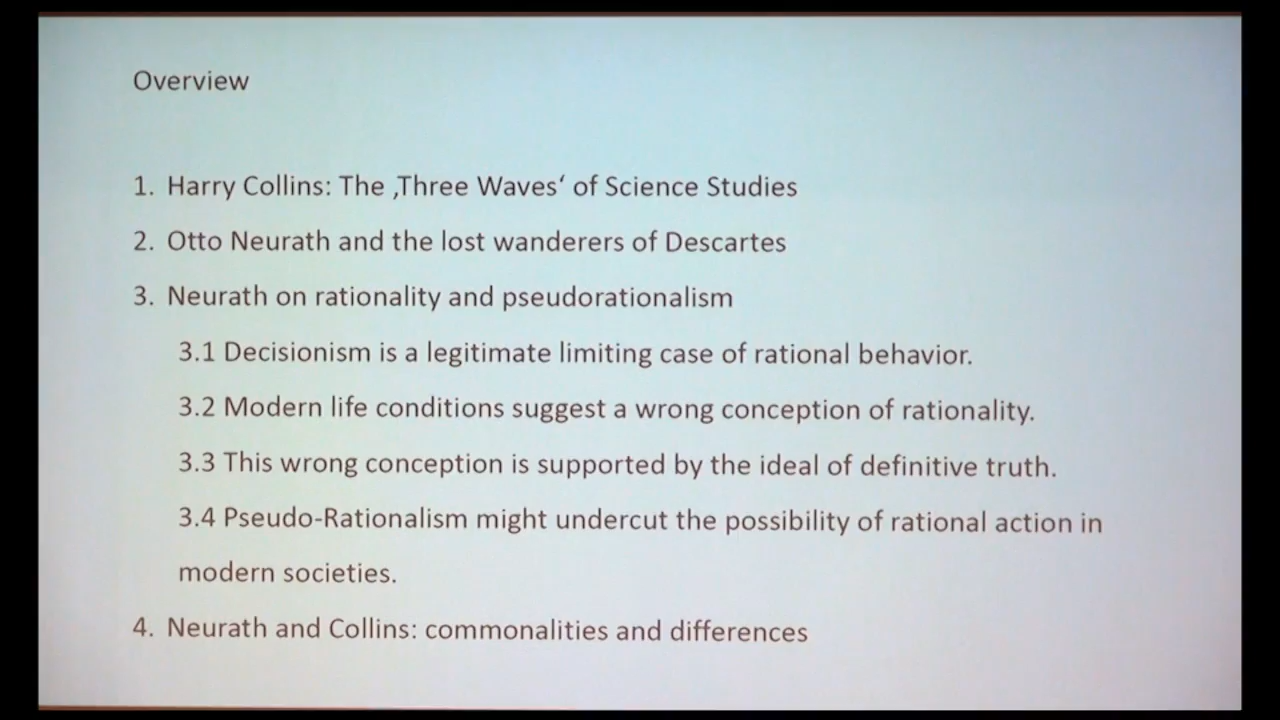 Overview
1. Harry Collins: The ‚Three Waves‘ of Science Studies
2. Otto Neurath and the lost wanderers of Descartes
3. Neurath on rationality and pseudorationalism
3.1 Decisionism is a legitimate limiting case of rational behavior.
3.2 Modern life conditions suggest a wrong conception of rationality.
3.3 This wrong conception is supported by the ideal of definitive truth.
3.4 Pseudo-Rationalism might undercut the possibility of rational action in
modern societies.
4. Neurath and Collins: commonalities and differences